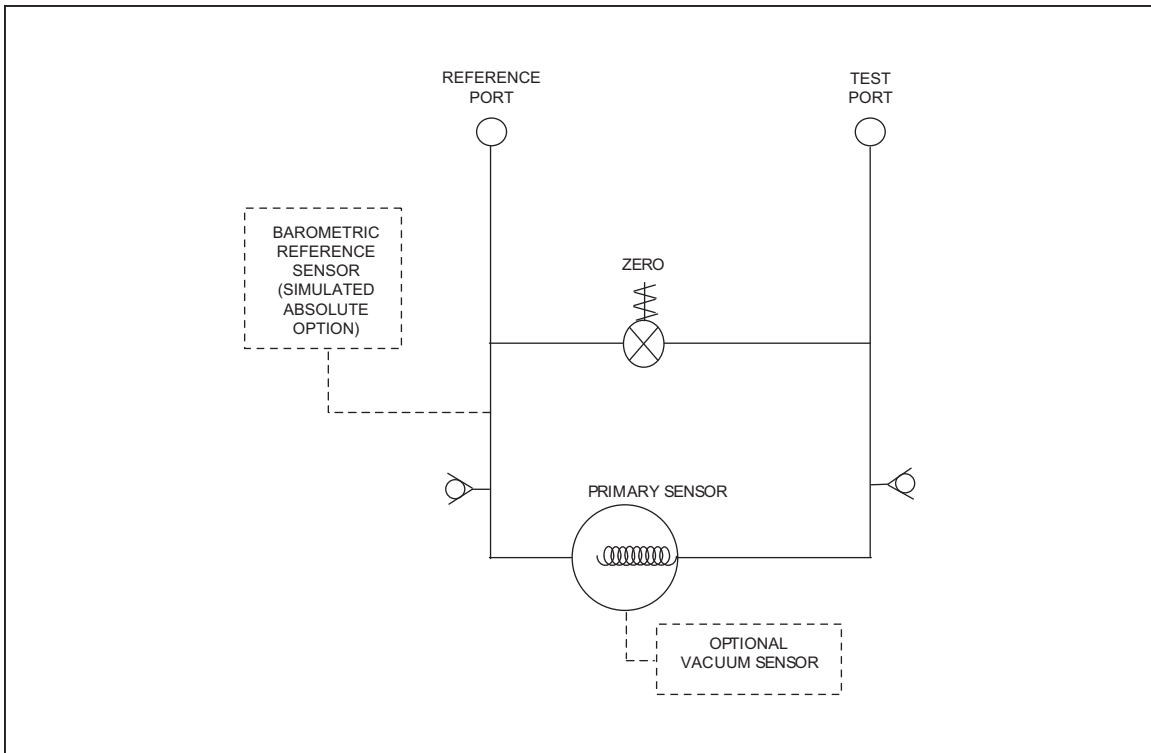 REFERENCE
PORT
TEST
PORT
BAROMETRIC
REFERENCE
SENSOR
(SIMULATED
ABSOLUTE
OPTION)
ZERO
PRIMARY SENSOR
OPTIONAL
VACUUM SENSOR